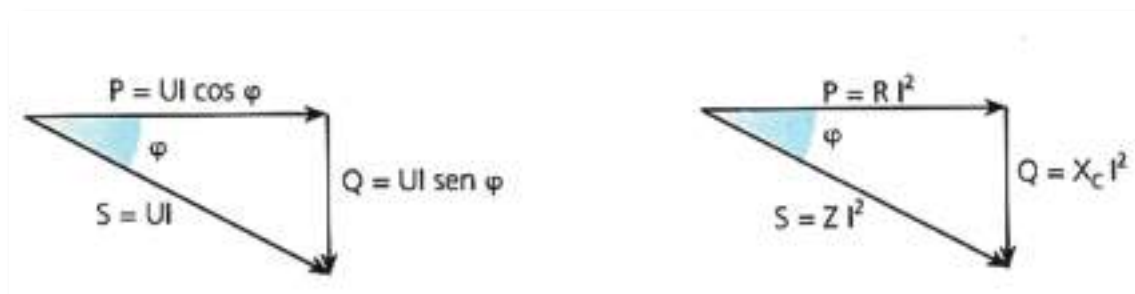 P = UI cos φ
φ
Q = UI sen φ
S = UI
P = R I²
φ
Q = X_C I²
S = Z I²